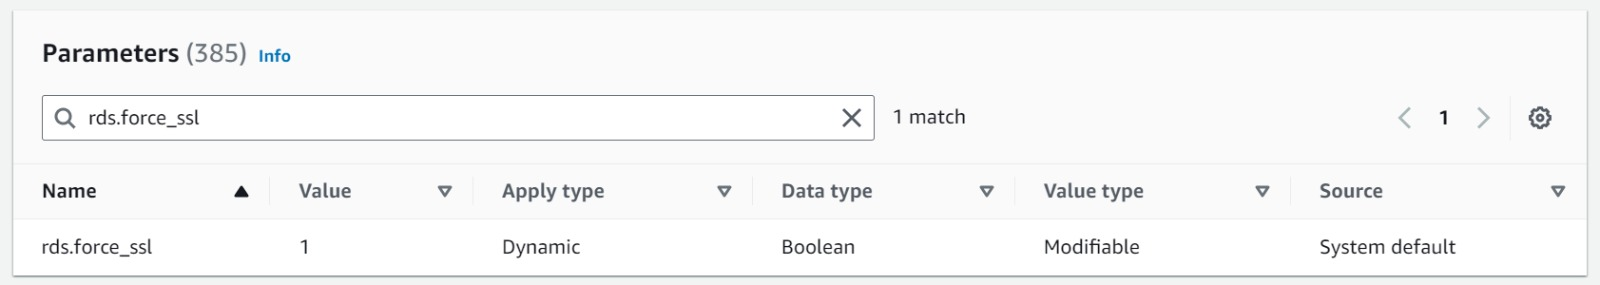 Parameters (385) Info
rds.force_ssl 1 match 1
Name Value Apply type Data type Value type Source
rds.force_ssl 1 Dynamic Boolean Modifiable System default